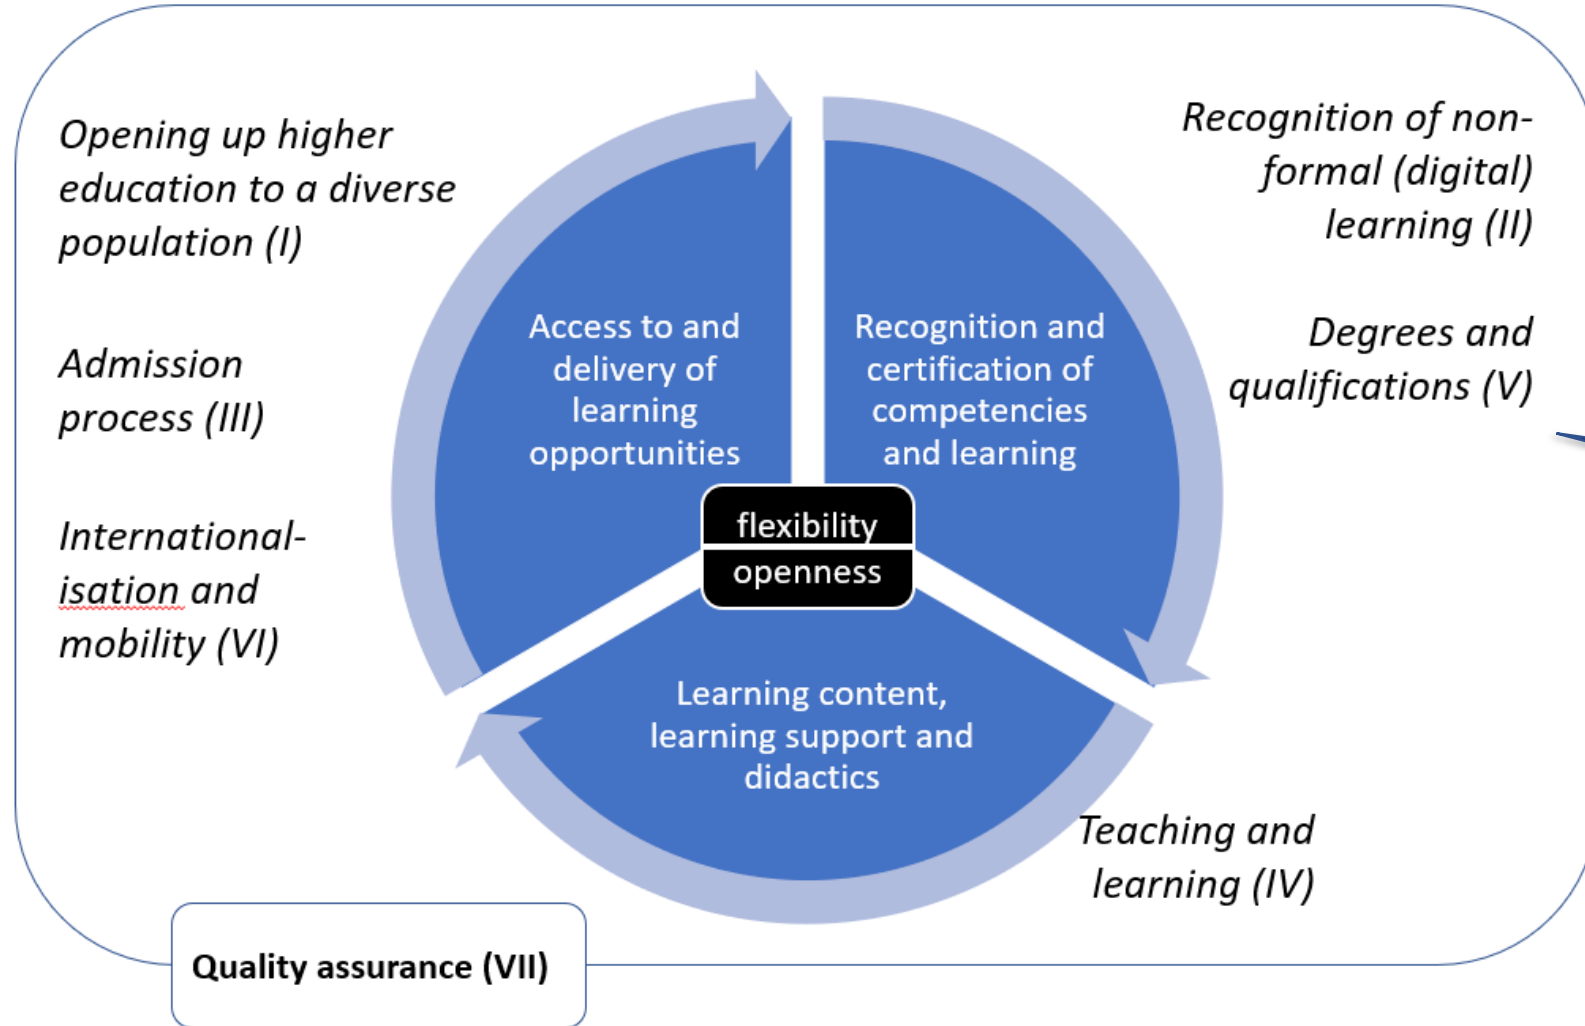 Opening up higher
education to a diverse
population (I)
Admission
process (III)
International-
isation and
mobility (VI)
Access to and
delivery of
learning
opportunities
Recognition and
certification of
competencies
and learning
flexibility
openness
Learning content,
learning support and
didactics
Recognition of non-
formal (digital)
learning (II)
Degrees and
qualifications (V)
Teaching and
learning (IV)
Quality assurance (VII)